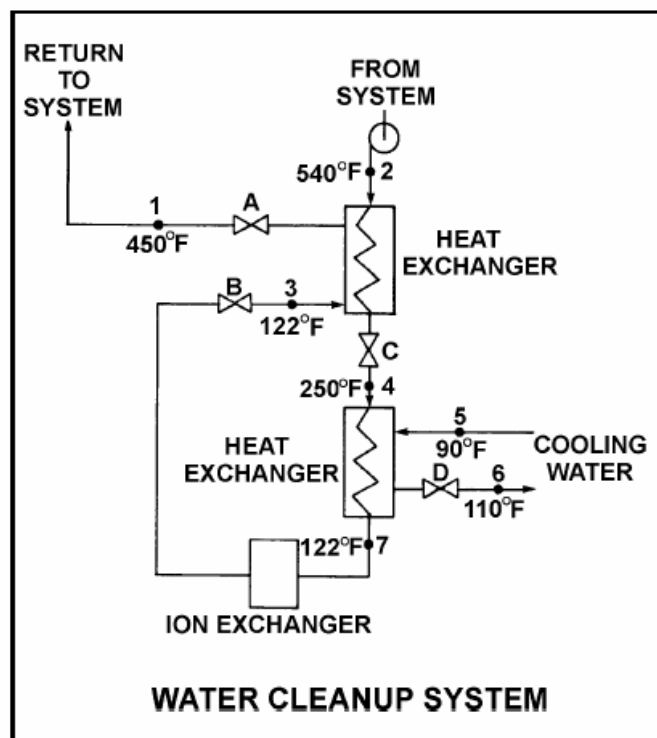 RETURN
TO
SYSTEM
FROM
SYSTEM
540°F 2
1
A
450°F
HEAT
EXCHANGER
B
3
122°F
C
250°F 4
HEAT
EXCHANGER
5
90°F
COOLING
WATER
D
6
110°F
122°F 7
ION EXCHANGER
WATER CLEANUP SYSTEM